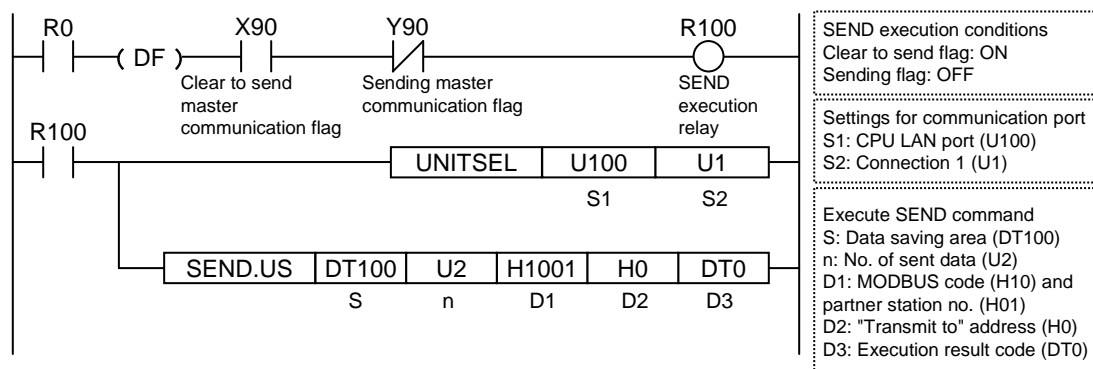 R0 X90 Y90 R100
( DF )
Clear to send
master
communication flag
Sending master
communication flag
SEND
execution
relay
SEND execution conditions
Clear to send flag: ON
Sending flag: OFF
R100
UNITSEL U100 U1
S1 S2
Settings for communication port
S1: CPU LAN port (U100)
S2: Connection 1 (U1)
SEND.US DT100 U2 H1001 H0 DT0
S n D1 D2 D3
Execute SEND command
S: Data saving area (DT100)
n: No. of sent data (U2)
D1: MODBUS code (H10) and
partner station no. (H01)
D2: "Transmit to" address (H0)
D3: Execution result code (DT0)